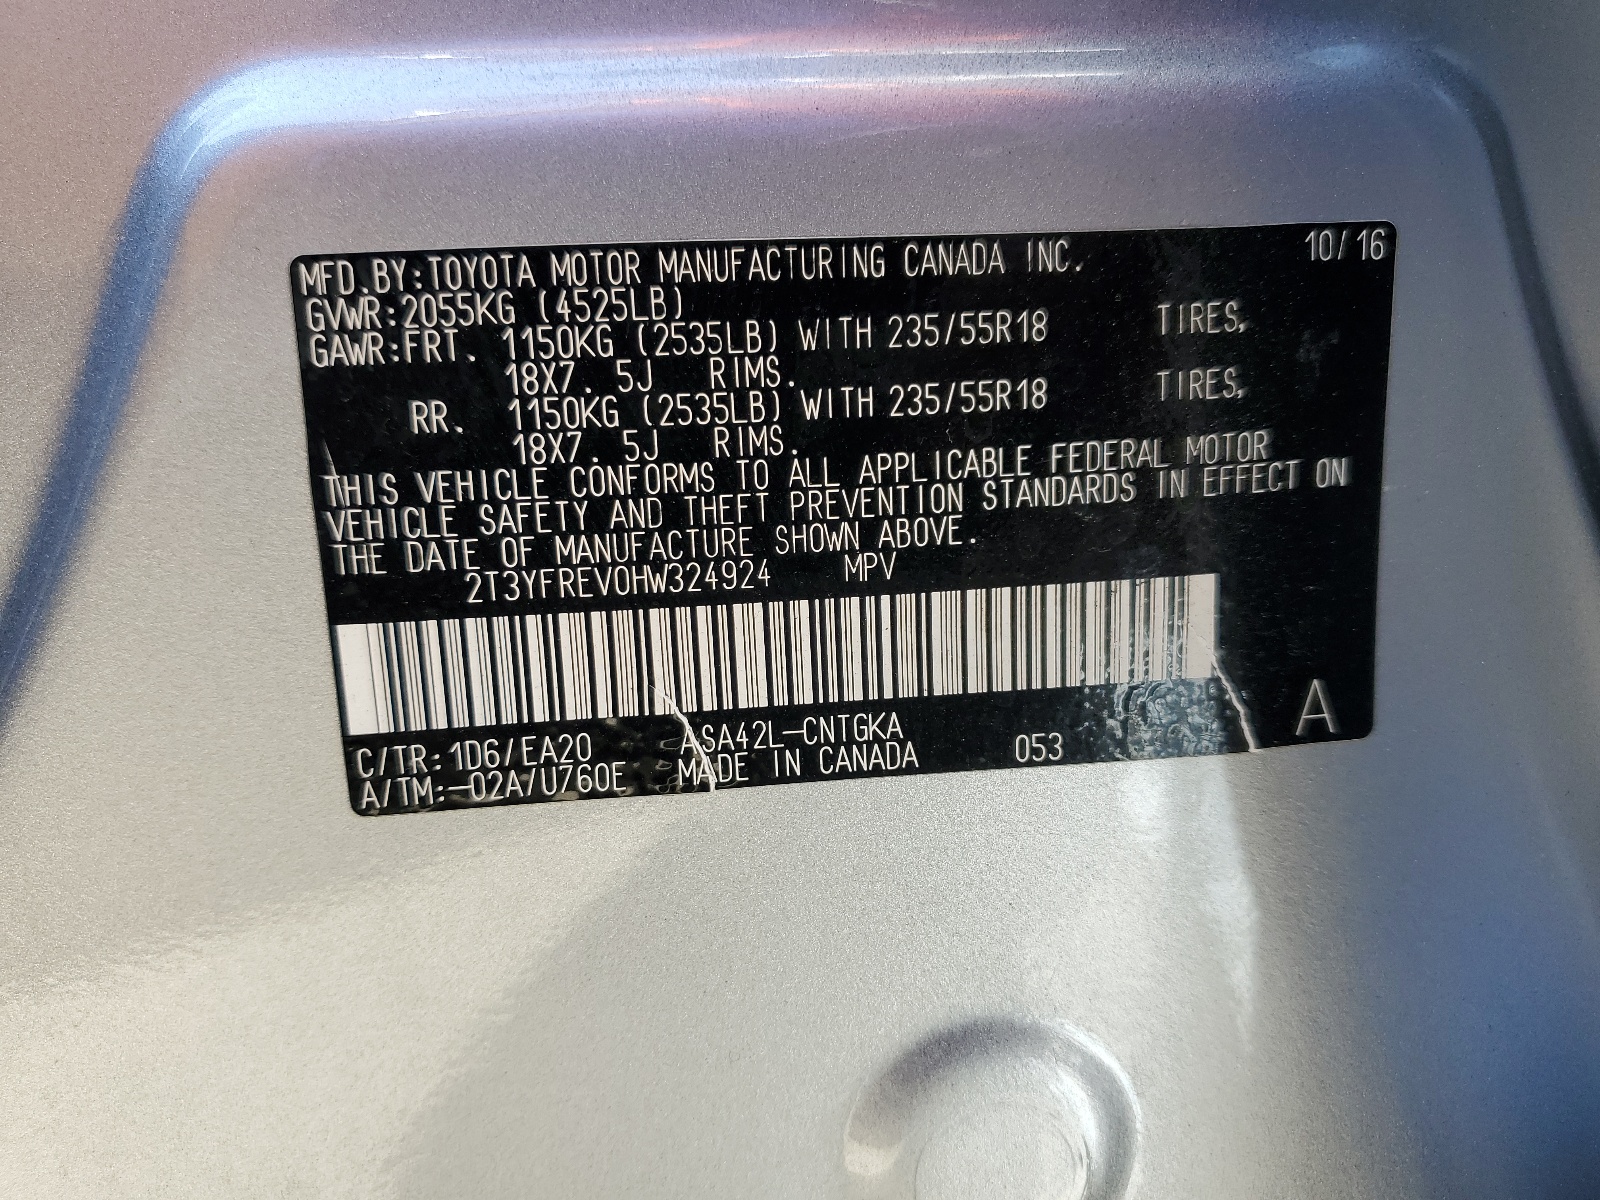 MFD.BY:TOYOTA MOTOR MANUFACTURING CANADA INC. 10/16
GVWR:2055KG (4525LB)
GAWR:FRT. 1150KG (2535LB) WITH 235/55R18 TIRES,
18X7.5J RIMS.
RR. 1150KG (2535LB) WITH 235/55R18 TIRES,
18X7.5J RIMS.
THIS VEHICLE CONFORMS TO ALL APPLICABLE FEDERAL MOTOR
VEHICLE SAFETY AND THEFT PREVENTION STANDARDS IN EFFECT ON
THE DATE OF MANUFACTURE SHOWN ABOVE.
2T3YFREV0HW324924 MPV
C/TR:1D6/EA20 ASA42L-CNTGKA
A/TM:-02A/U760E MADE IN CANADA 053 A